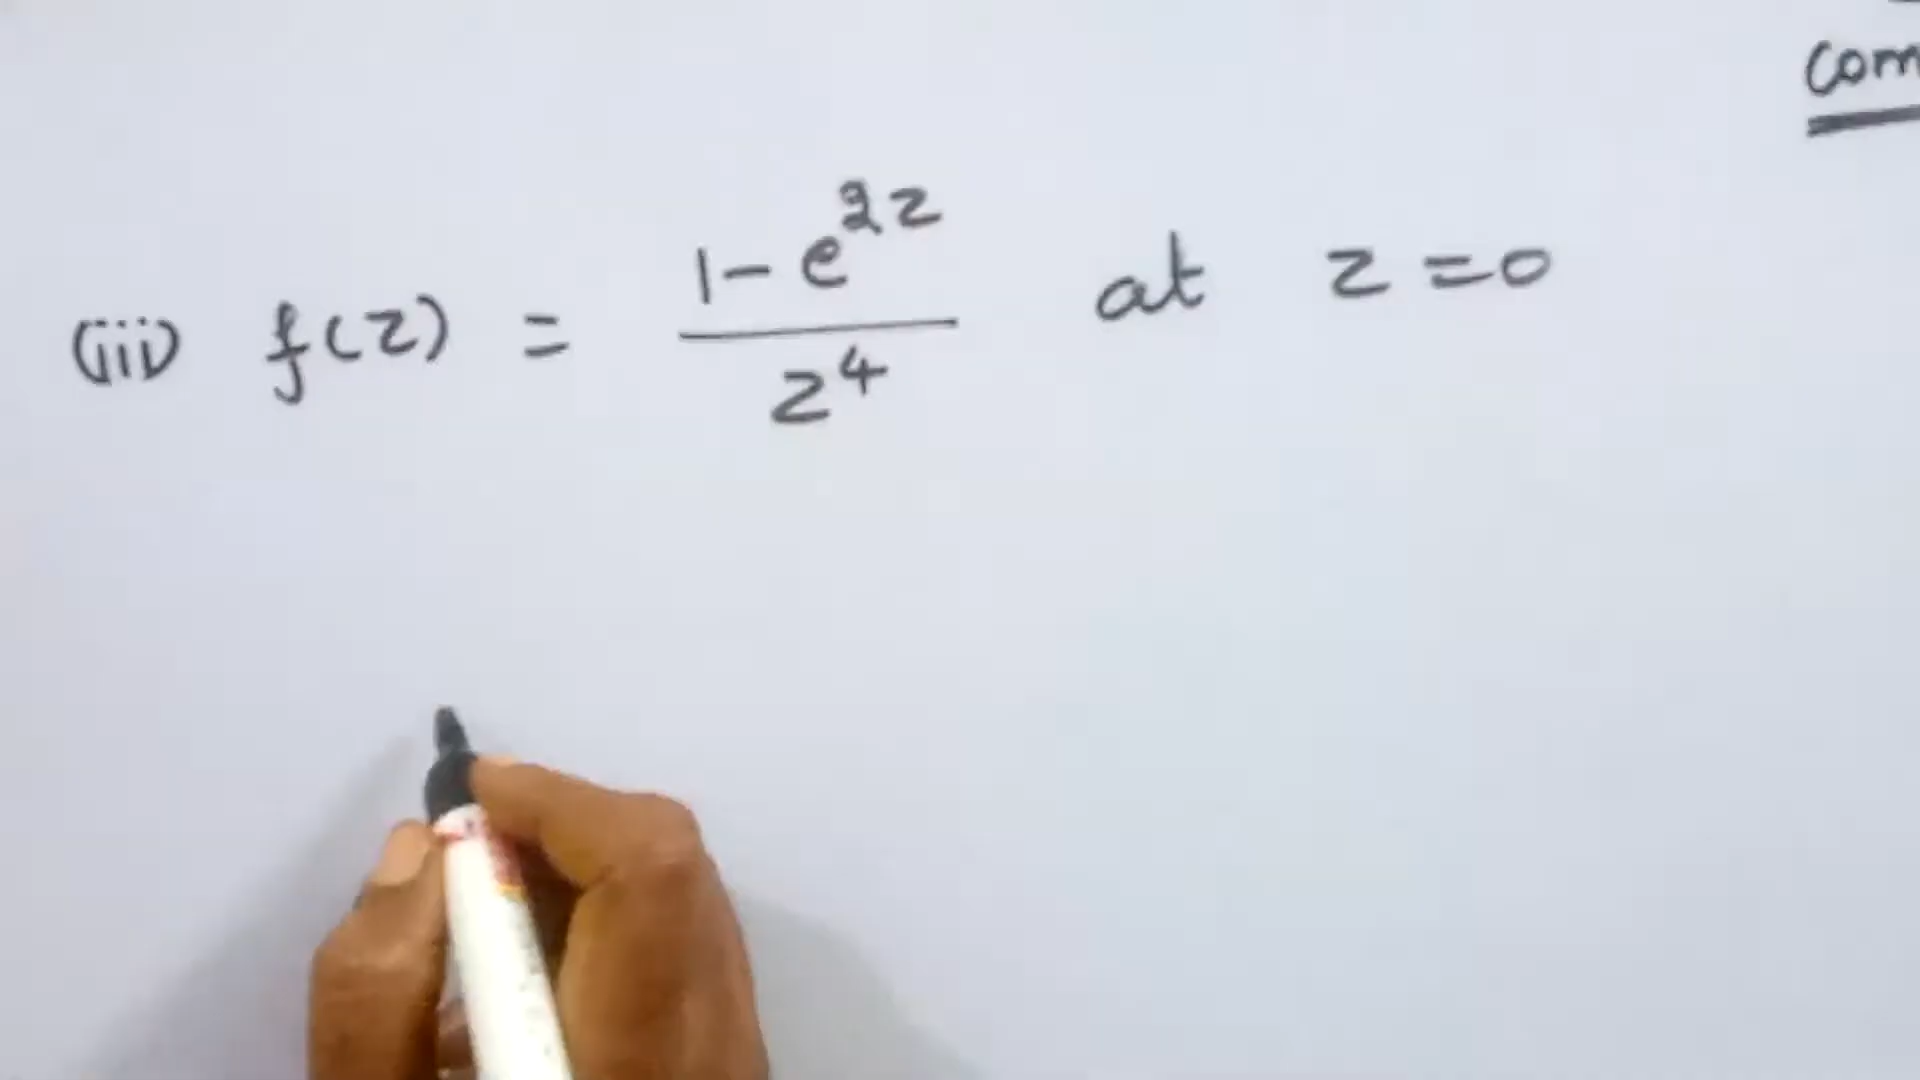 com
(iii) f(z) = 1-e^{2z} / z^4 at z=0